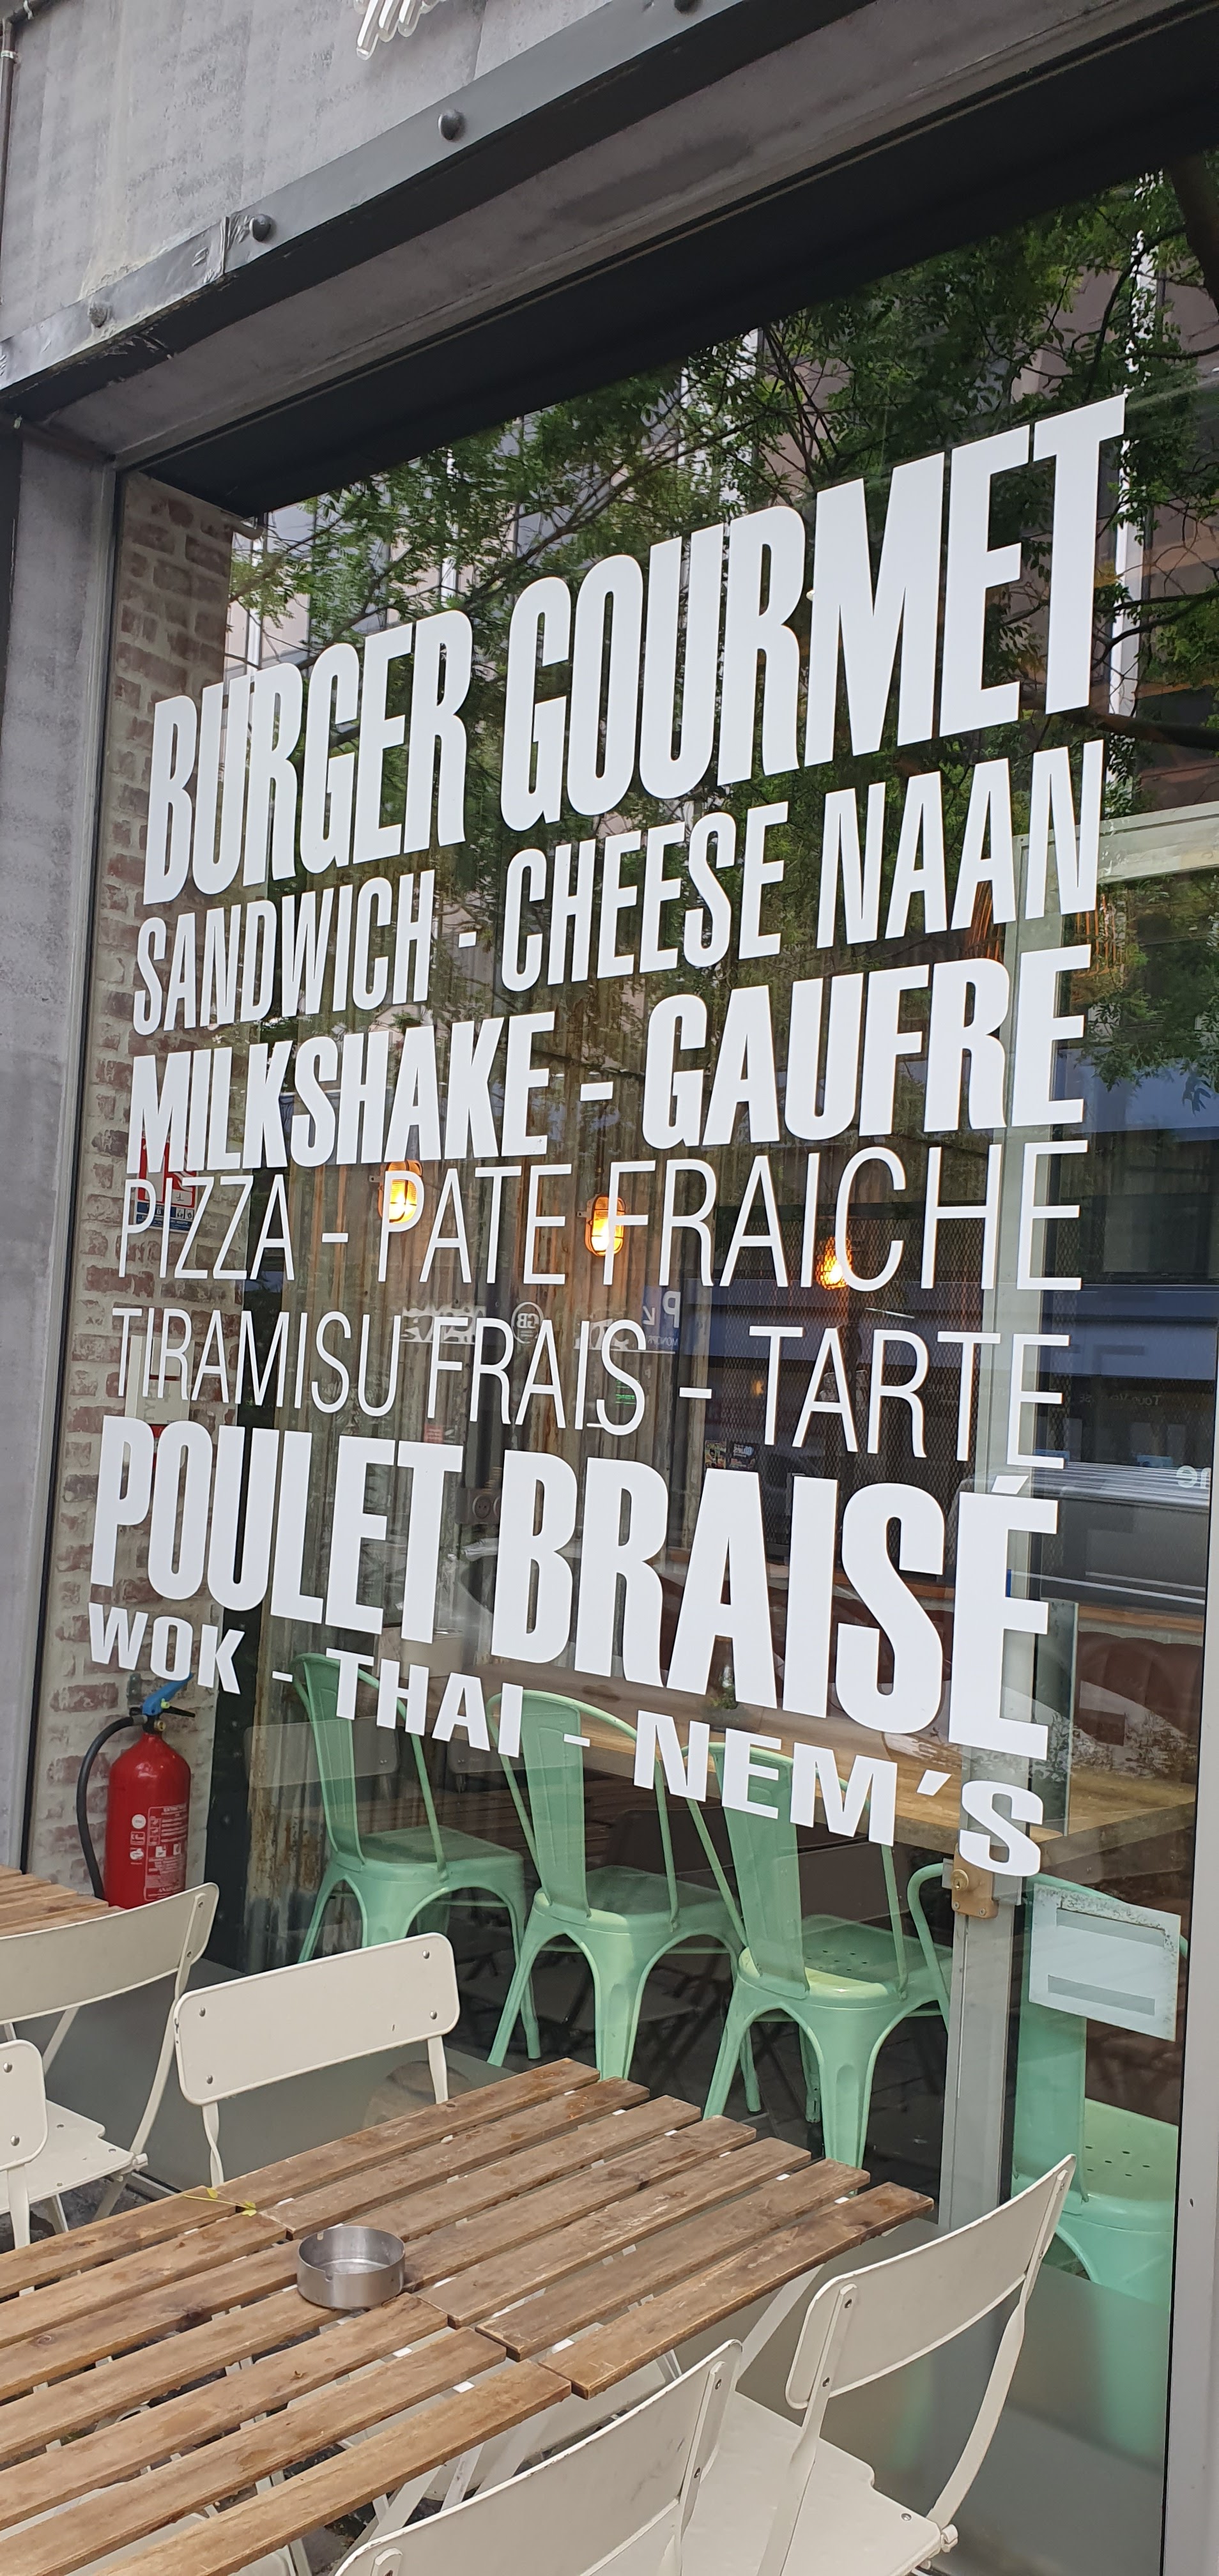 BURGER GOURMET
SANDWICH - CHEESE NAAN
MILKSHAKE - GAUFRE
PIZZA - PATE FRAICHE
TIRAMISU FRAIS - TARTE
POULET BRAISÉ
WOK - THAI - NEM'S